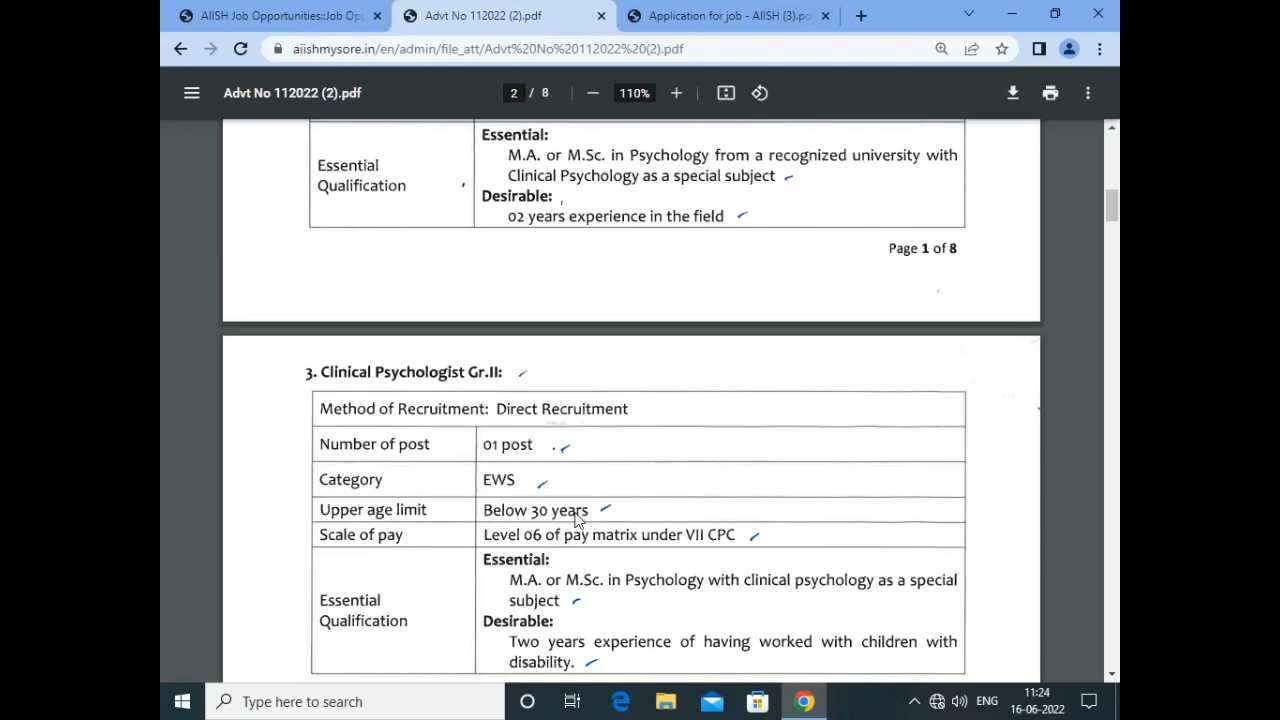 AIISH Job Opportunities::Job Op
Advt No 112022 (2).pdf
Application for job - AIISH (3).pd
aiishmysore.in/en/admin/file_att/Advt%20No%20112022%20(2).pdf
Advt No 112022 (2).pdf
2 / 8
110%
Essential Qualification
Essential:
M.A. or M.Sc. in Psychology from a recognized university with
Clinical Psychology as a special subject
Desirable:
02 years experience in the field
Page 1 of 8
3. Clinical Psychologist Gr.II:
Method of Recruitment: Direct Recruitment
Number of post 01 post
Category EWS
Upper age limit Below 30 years
Scale of pay Level 06 of pay matrix under VII CPC
Essential
Qualification
Essential:
M.A. or M.Sc. in Psychology with clinical psychology as a special
subject
Desirable:
Two years experience of having worked with children with
disability.
Type here to search
ENG
11:24
16-06-2022